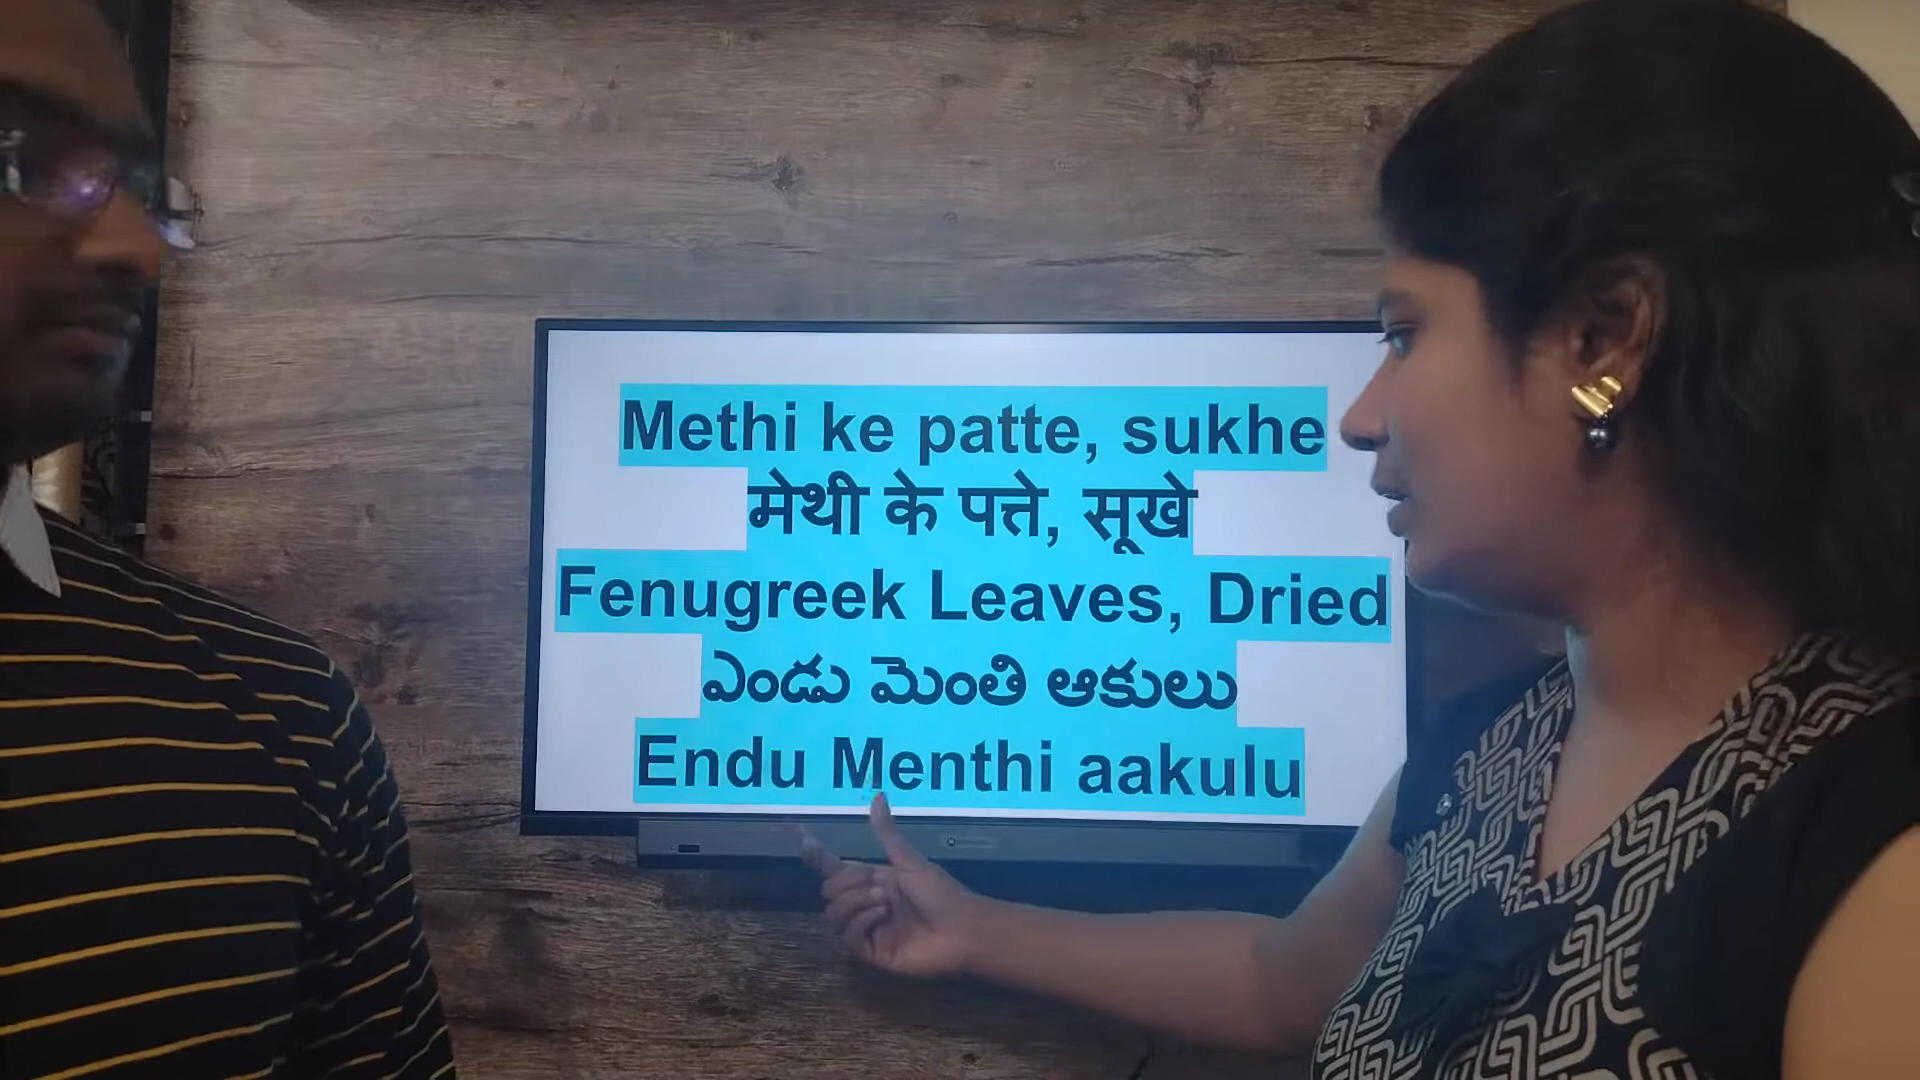 Methi ke patte, sukhe
मेथी के पत्ते, सूखे
Fenugreek Leaves, Dried
ఎండు మెంతి ఆకులు
Endu Menthi aakulu